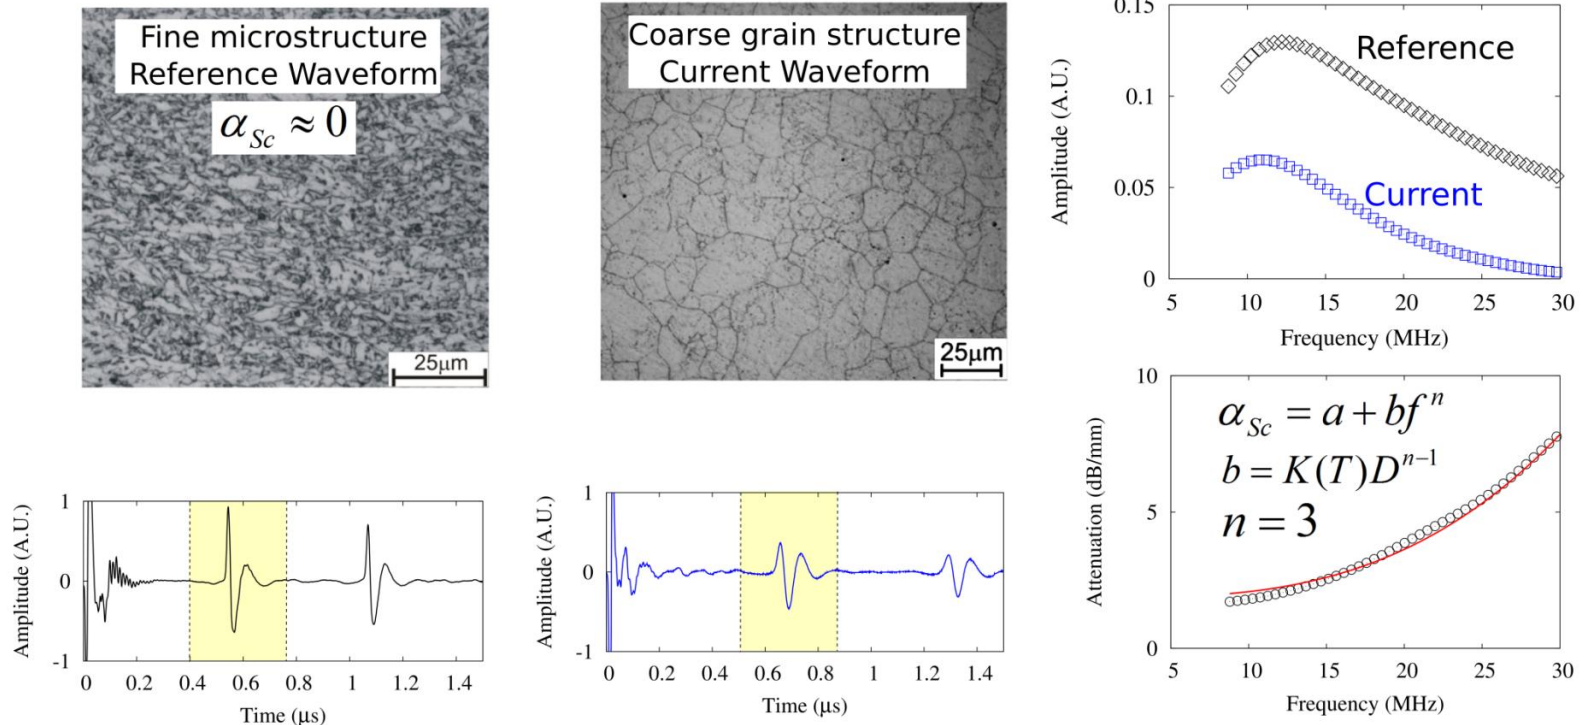 Fine microstructure
Reference Waveform
α_Sc ≈ 0
25μm
Coarse grain structure
Current Waveform
25μm
0.15
0.1
0.05
0
Amplitude (A.U.)
Reference
Current
5 10 15 20 25 30
Frequency (MHz)
1
0
-1
Amplitude (A.U.)
0 0.2 0.4 0.6 0.8 1 1.2 1.4
Time (μs)
1
0
-1
Amplitude (A.U.)
0 0.2 0.4 0.6 0.8 1 1.2 1.4
Time (μs)
10
5
0
Attenuation (dB/mm)
α_Sc = a + bf^n
b = K(T)D^{n-1}
n = 3
5 10 15 20 25 30
Frequency (MHz)